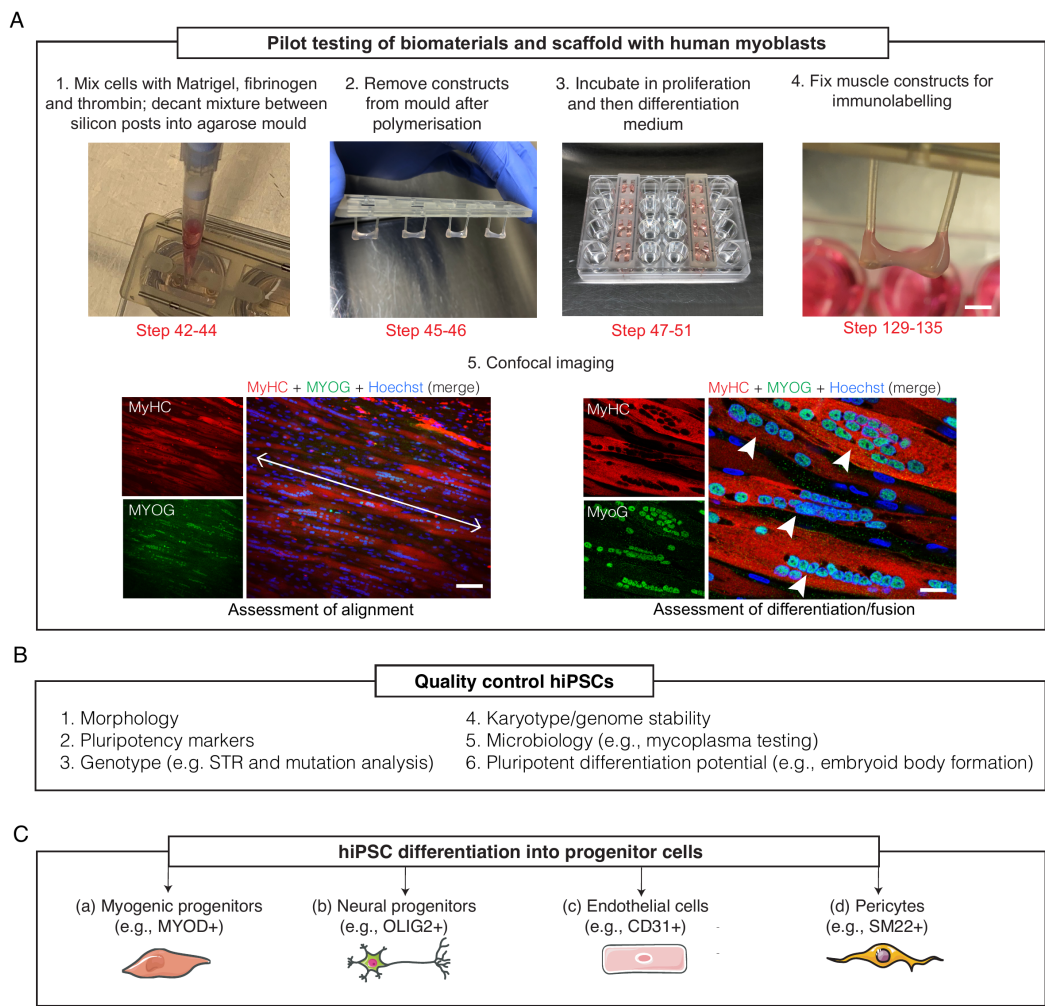 A
Pilot testing of biomaterials and scaffold with human myoblasts
1. Mix cells with Matrigel, fibrinogen
and thrombin; decant mixture between
silicon posts into agarose mould
2. Remove constructs
from mould after
polymerisation
3. Incubate in proliferation
and then differentiation
medium
4. Fix muscle constructs for
immunolabelling
Step 42-44
Step 45-46
Step 47-51
Step 129-135
5. Confocal imaging
MyHC + MYOG + Hoechst (merge)
MyHC
MYOG
Assessment of alignment
MyHC + MYOG + Hoechst (merge)
MyHC
MyoG
Assessment of differentiation/fusion
B
Quality control hiPSCs
1. Morphology
2. Pluripotency markers
3. Genotype (e.g. STR and mutation analysis)
4. Karyotype/genome stability
5. Microbiology (e.g., mycoplasma testing)
6. Pluripotent differentiation potential (e.g., embryoid body formation)
C
hiPSC differentiation into progenitor cells
(a) Myogenic progenitors
(e.g., MYOD+)
(b) Neural progenitors
(e.g., OLIG2+)
(c) Endothelial cells
(e.g., CD31+)
(d) Pericytes
(e.g., SM22+)